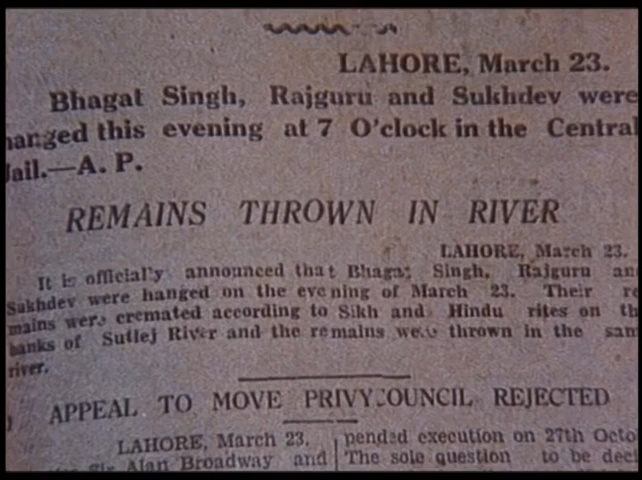 LAHORE, March 23.
Bhagat Singh, Rajguru and Sukhdev were
hanged this evening at 7 O'clock in the Central
Jail.—A. P.
REMAINS THROWN IN RIVER
LAHORE, March 23.
It is officially announced that Bhagat Singh, Rajguru an
Sukhdev were hanged on the evening of March 23. Their re
mains were cremated according to Sikh and Hindu rites on th
banks of Sutlej River and the remains were thrown in the sam
river.
APPEAL TO MOVE PRIVY COUNCIL REJECTED
LAHORE, March 23.
Sir Alan Broadway and
pended execution on 27th Octo
The sole question to be deci